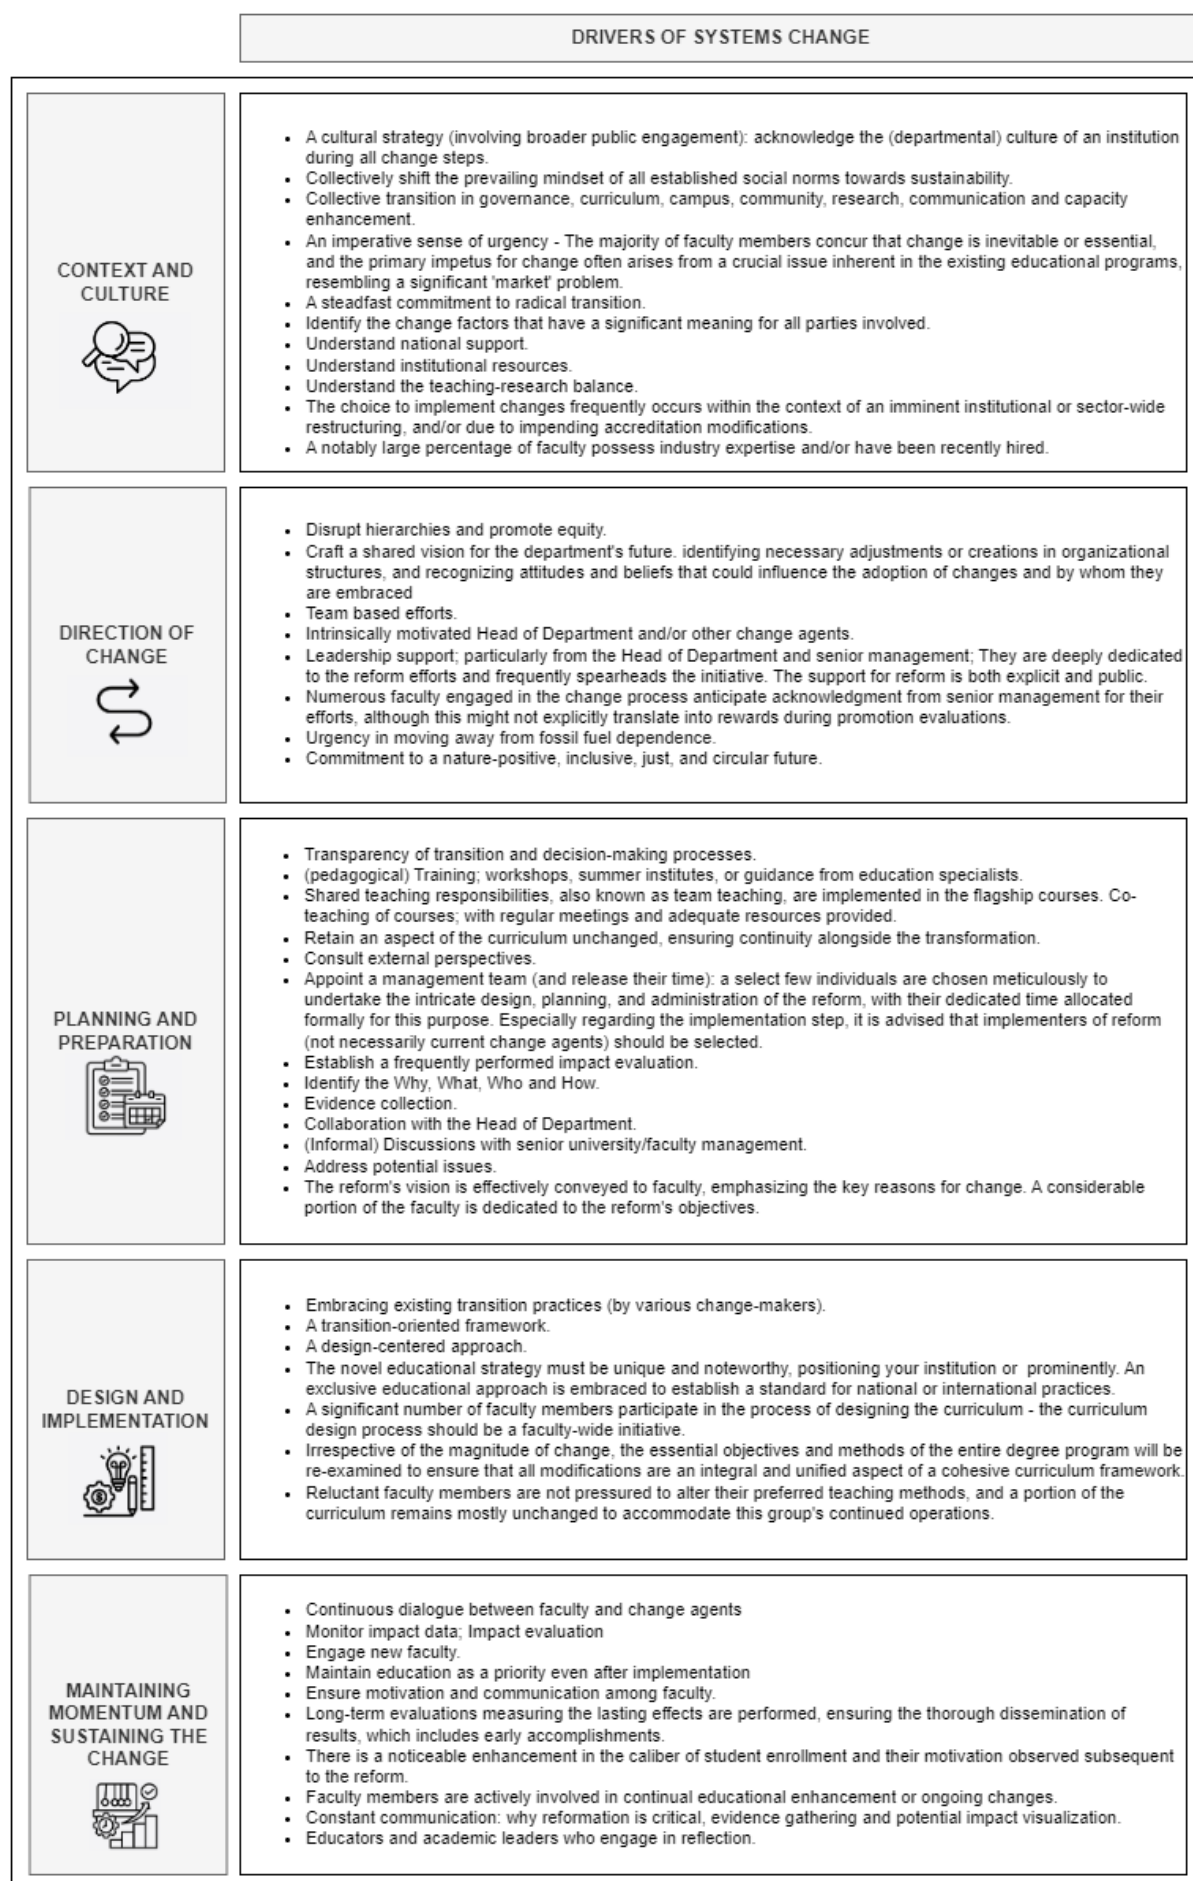 DRIVERS OF SYSTEMS CHANGE
CONTEXT AND
CULTURE
• A cultural strategy (involving broader public engagement): acknowledge the (departmental) culture of an institution
during all change steps.
• Collectively shift the prevailing mindset of all established social norms towards sustainability.
• Collective transition in governance, curriculum, campus, community, research, communication and capacity
enhancement.
• An imperative sense of urgency - The majority of faculty members concur that change is inevitable or essential,
and the primary impetus for change often arises from a crucial issue inherent in the existing educational programs,
resembling a significant 'market' problem.
• A steadfast commitment to radical transition.
• Identify the change factors that have a significant meaning for all parties involved.
• Understand national support.
• Understand institutional resources.
• Understand the teaching-research balance.
• The choice to implement changes frequently occurs within the context of an imminent institutional or sector-wide
restructuring, and/or due to impending accreditation modifications.
• A notably large percentage of faculty possess industry expertise and/or have been recently hired.
DIRECTION OF
CHANGE
• Disrupt hierarchies and promote equity.
• Craft a shared vision for the department's future. identifying necessary adjustments or creations in organizational
structures, and recognizing attitudes and beliefs that could influence the adoption of changes and by whom they
are embraced
• Team based efforts.
• Intrinsically motivated Head of Department and/or other change agents.
• Leadership support; particularly from the Head of Department and senior management; They are deeply dedicated
to the reform efforts and frequently spearheads the initiative. The support for reform is both explicit and public.
• Numerous faculty engaged in the change process anticipate acknowledgment from senior management for their
efforts, although this might not explicitly translate into rewards during promotion evaluations.
• Urgency in moving away from fossil fuel dependence.
• Commitment to a nature-positive, inclusive, just, and circular future.
PLANNING AND
PREPARATION
• Transparency of transition and decision-making processes.
• (pedagogical) Training; workshops, summer institutes, or guidance from education specialists.
• Shared teaching responsibilities, also known as team teaching, are implemented in the flagship courses. Co-
teaching of courses; with regular meetings and adequate resources provided.
• Retain an aspect of the curriculum unchanged, ensuring continuity alongside the transformation.
• Consult external perspectives.
• Appoint a management team (and release their time): a select few individuals are chosen meticulously to
undertake the intricate design, planning, and administration of the reform, with their dedicated time allocated
formally for this purpose. Especially regarding the implementation step, it is advised that implementers of reform
(not necessarily current change agents) should be selected.
• Establish a frequently performed impact evaluation.
• Identify the Why, What, Who and How.
• Evidence collection.
• Collaboration with the Head of Department.
• (Informal) Discussions with senior university/faculty management.
• Address potential issues.
• The reform's vision is effectively conveyed to faculty, emphasizing the key reasons for change. A considerable
portion of the faculty is dedicated to the reform's objectives.
DESIGN AND
IMPLEMENTATION
• Embracing existing transition practices (by various change-makers).
• A transition-oriented framework.
• A design-centered approach.
• The novel educational strategy must be unique and noteworthy, positioning your institution or prominently. An
exclusive educational approach is embraced to establish a standard for national or international practices.
• A significant number of faculty members participate in the process of designing the curriculum - the curriculum
design process should be a faculty-wide initiative.
• Irrespective of the magnitude of change, the essential objectives and methods of the entire degree program will be
re-examined to ensure that all modifications are an integral and unified aspect of a cohesive curriculum framework.
• Reluctant faculty members are not pressured to alter their preferred teaching methods, and a portion of the
curriculum remains mostly unchanged to accommodate this group's continued operations.
MAINTAINING
MOMENTUM AND
SUSTAINING THE
CHANGE
• Continuous dialogue between faculty and change agents
• Monitor impact data; Impact evaluation
• Engage new faculty.
• Maintain education as a priority even after implementation
• Ensure motivation and communication among faculty.
• Long-term evaluations measuring the lasting effects are performed, ensuring the thorough dissemination of
results, which includes early accomplishments.
• There is a noticeable enhancement in the caliber of student enrollment and their motivation observed subsequent
to the reform.
• Faculty members are actively involved in continual educational enhancement or ongoing changes.
• Constant communication: why reformation is critical, evidence gathering and potential impact visualization.
• Educators and academic leaders who engage in reflection.